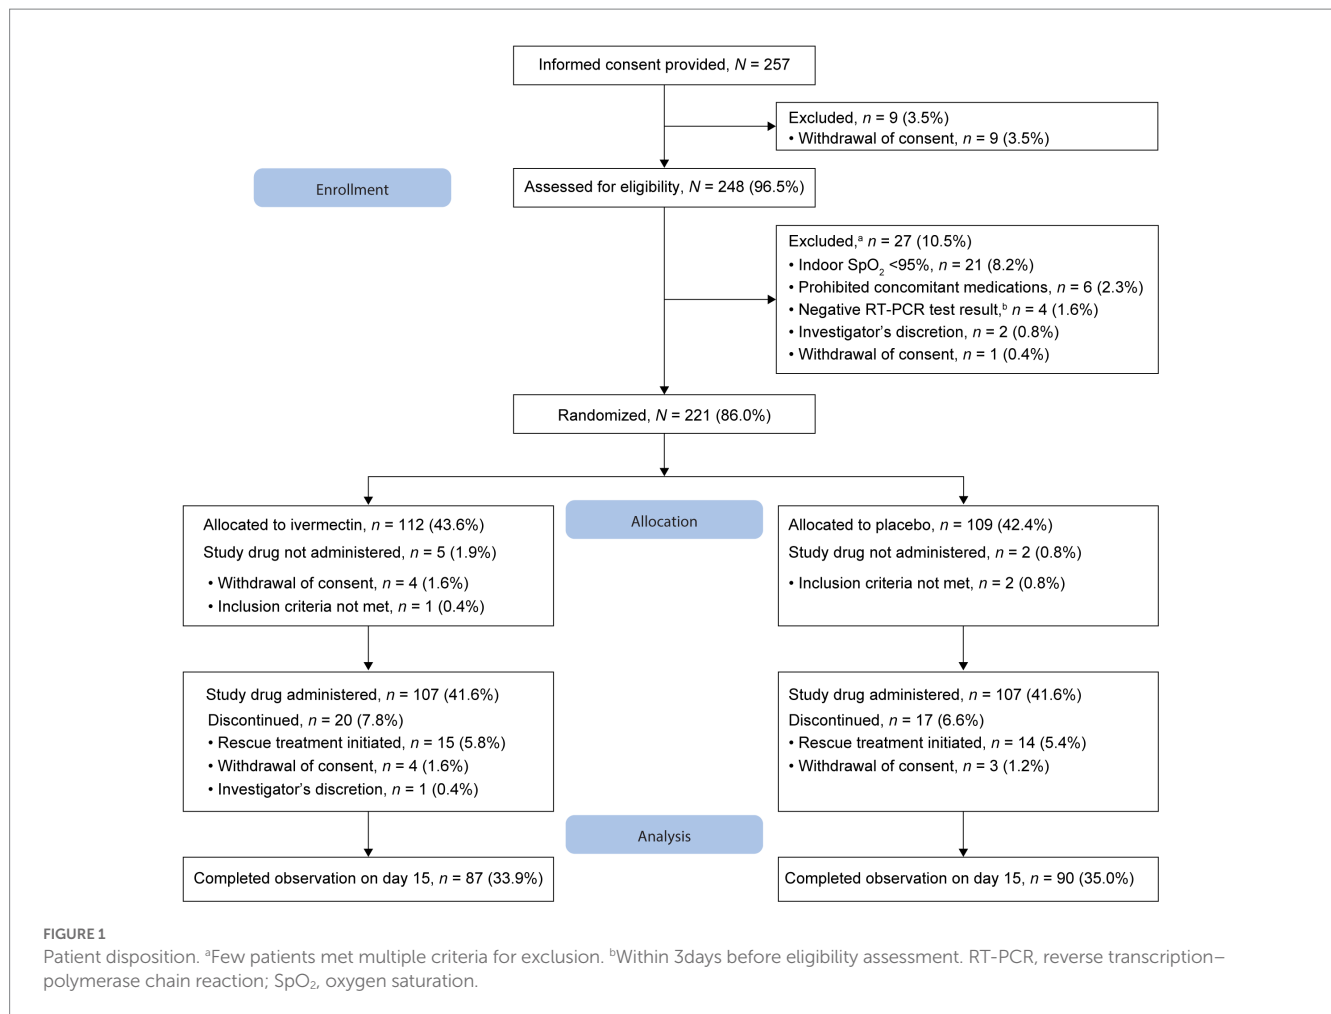 Informed consent provided, N = 257
Excluded, n = 9 (3.5%)
• Withdrawal of consent, n = 9 (3.5%)
Enrollment
Assessed for eligibility, N = 248 (96.5%)
Excluded,ᵃ n = 27 (10.5%)
• Indoor SpO₂ <95%, n = 21 (8.2%)
• Prohibited concomitant medications, n = 6 (2.3%)
• Negative RT-PCR test result,ᵇ n = 4 (1.6%)
• Investigator’s discretion, n = 2 (0.8%)
• Withdrawal of consent, n = 1 (0.4%)
Randomized, N = 221 (86.0%)
Allocation
Allocated to ivermectin, n = 112 (43.6%)
Study drug not administered, n = 5 (1.9%)
• Withdrawal of consent, n = 4 (1.6%)
• Inclusion criteria not met, n = 1 (0.4%)
Allocated to placebo, n = 109 (42.4%)
Study drug not administered, n = 2 (0.8%)
• Inclusion criteria not met, n = 2 (0.8%)
Study drug administered, n = 107 (41.6%)
Discontinued, n = 20 (7.8%)
• Rescue treatment initiated, n = 15 (5.8%)
• Withdrawal of consent, n = 4 (1.6%)
• Investigator’s discretion, n = 1 (0.4%)
Study drug administered, n = 107 (41.6%)
Discontinued, n = 17 (6.6%)
• Rescue treatment initiated, n = 14 (5.4%)
• Withdrawal of consent, n = 3 (1.2%)
Analysis
Completed observation on day 15, n = 87 (33.9%)
Completed observation on day 15, n = 90 (35.0%)
FIGURE 1
Patient disposition. ᵃFew patients met multiple criteria for exclusion. ᵇWithin 3days before eligibility assessment. RT-PCR, reverse transcription–
polymerase chain reaction; SpO₂, oxygen saturation.